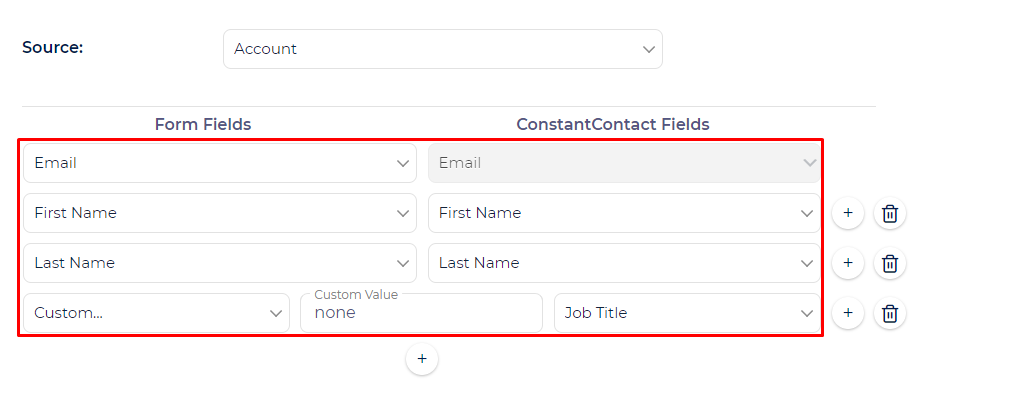 Source: Account
Form Fields ConstantContact Fields
Email Email
First Name First Name
Last Name Last Name
Custom... Custom Value none Job Title